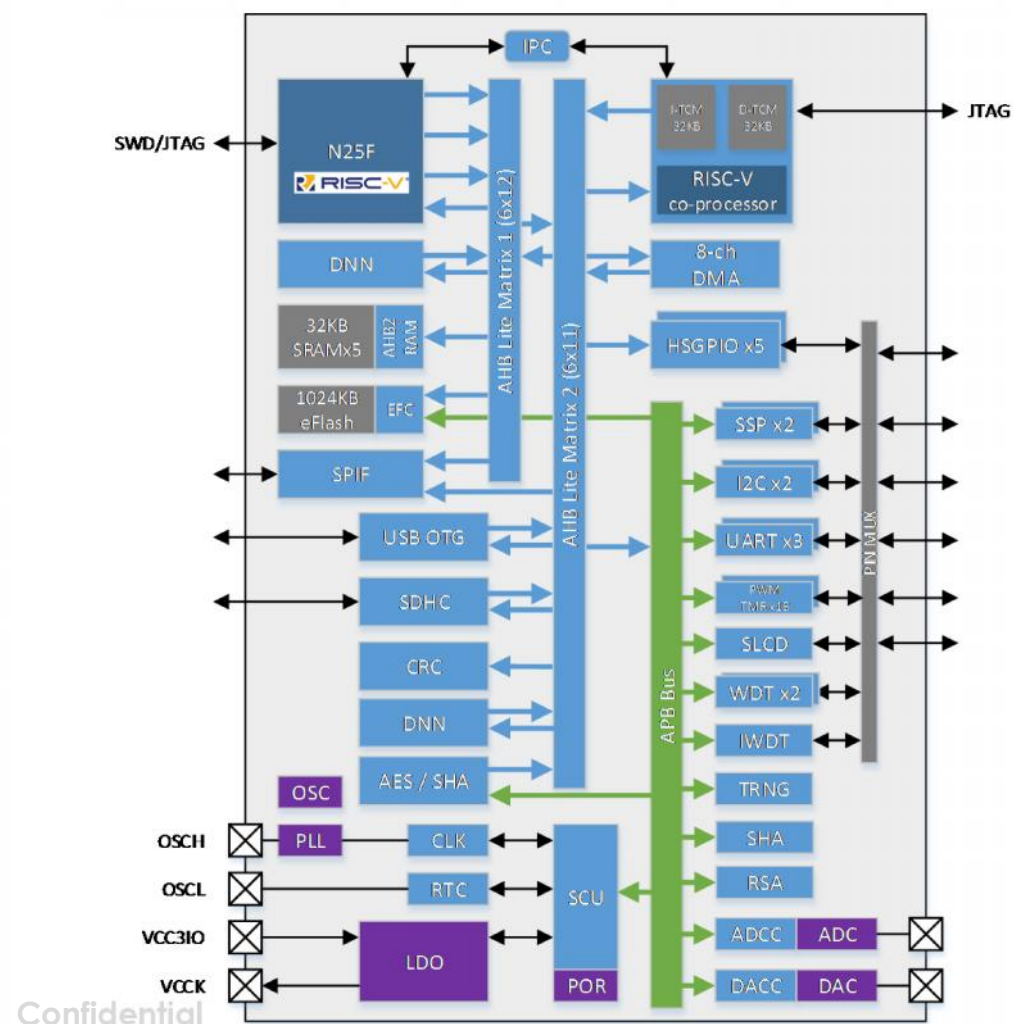 IPC
N25F
RISC-V
SWD/JTAG
I-TCM
32KB
D-TCM
32KB
RISC-V
co-processor
JTAG
AHB Lite Matrix 1 (6x12)
AHB Lite Matrix 2 (6x11)
DNN
8-ch
DMA
32KB
SRAMx5
AHB2
RAM
HSGPIO x5
1024KB
eFlash
EFC
SPIF
SSP x2
I2C x2
UART x3
PWM
TMR x16
SLCD
WDT x2
IWDT
TRNG
SHA
RSA
ADCC
ADC
DACC
DAC
PIN MUX
APB Bus
USB OTG
SDHC
CRC
DNN
AES / SHA
OSC
OSCH
PLL
CLK
OSCL
RTC
SCU
VCC3IO
LDO
VCCK
POR
Confidential